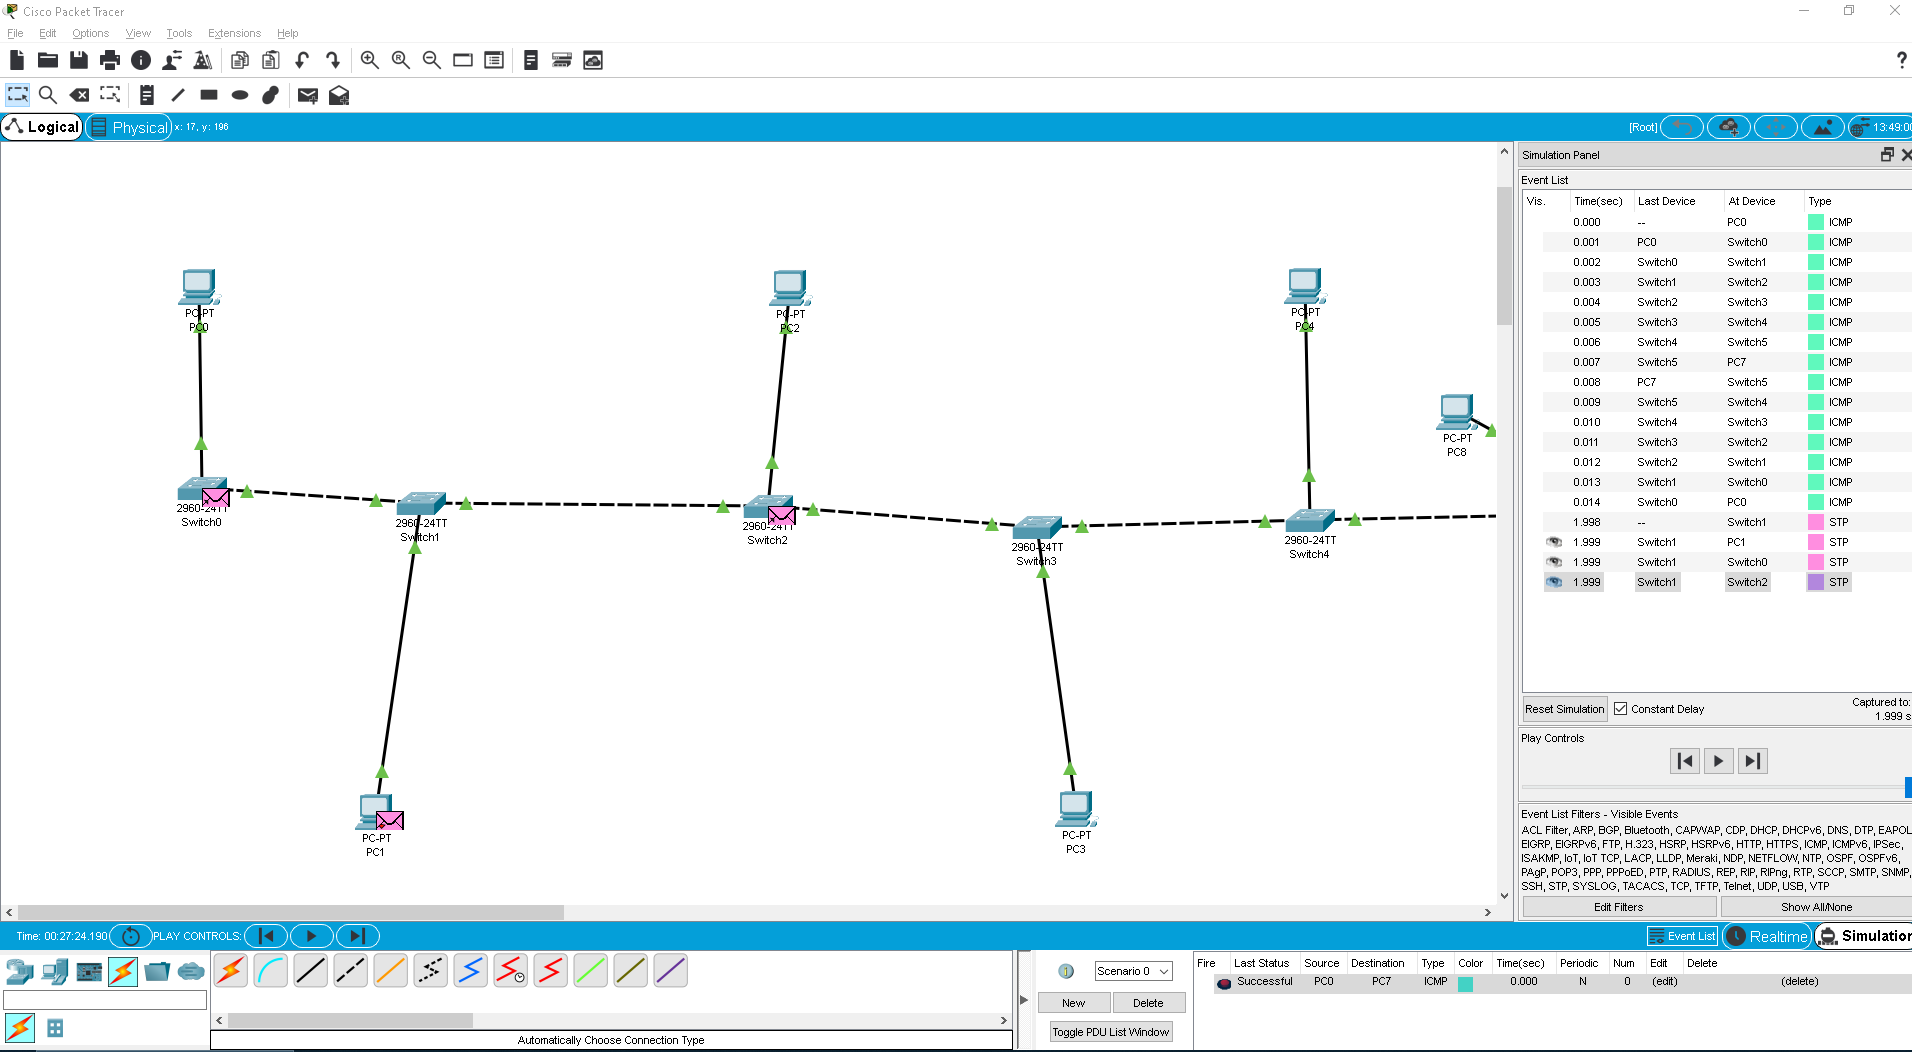 Cisco Packet Tracer
File Edit Options View Tools Extensions Help
?
Logical Physical x: 17, y: 196 [Root] 13:49:00
Simulation Panel
Event List
Vis. Time(sec) Last Device At Device Type
0.000 -- PC0 ICMP
0.001 PC0 Switch0 ICMP
0.002 Switch0 Switch1 ICMP
0.003 Switch1 Switch2 ICMP
0.004 Switch2 Switch3 ICMP
0.005 Switch3 Switch4 ICMP
0.006 Switch4 Switch5 ICMP
0.007 Switch5 PC7 ICMP
0.008 PC7 Switch5 ICMP
0.009 Switch5 Switch4 ICMP
0.010 Switch4 Switch3 ICMP
0.011 Switch3 Switch2 ICMP
0.012 Switch2 Switch1 ICMP
0.013 Switch1 Switch0 ICMP
0.014 Switch0 PC0 ICMP
1.998 -- Switch1 STP
1.999 Switch1 PC1 STP
1.999 Switch1 Switch0 STP
1.999 Switch1 Switch2 STP
Reset Simulation Constant Delay Captured to:
1.999 s
Play Controls
Event List Filters - Visible Events
ACL Filter, ARP, BGP, Bluetooth, CAPWAP, CDP, DHCP, DHCPv6, DNS, DTP, EAPOL
EIGRP, EIGRPv6, FTP, H.323, HSRP, HSRPv6, HTTP, HTTPS, ICMP, ICMPv6, IPSec,
ISAKMP, IoT, IoT TCP, LACP, LLDP, Meraki, NDP, NETFLOW, NTP, OSPF, OSPFv6,
PAgP, POP3, PPP, PPPoED, PTP, RADIUS, REP, RIP, RIPng, RTP, SCCP, SMTP, SNMP,
SSH, STP, SYSLOG, TACACS, TCP, TFTP, Telnet, UDP, USB, VTP
Edit Filters Show All/None
PC-PT
PC0
PC-PT
PC2
PC-PT
PC4
PC-PT
PC8
2960-24TT
Switch0
2960-24TT
Switch1
2960-24TT
Switch2
2960-24TT
Switch3
2960-24TT
Switch4
PC-PT
PC1
PC-PT
PC3
Time: 00:27:24.190 PLAY CONTROLS: Event List Realtime Simulation
Scenario 0
New Delete
Toggle PDU List Window
Fire Last Status Source Destination Type Color Time(sec) Periodic Num Edit Delete
Successful PC0 PC7 ICMP 0.000 N 0 (edit) (delete)
Automatically Choose Connection Type